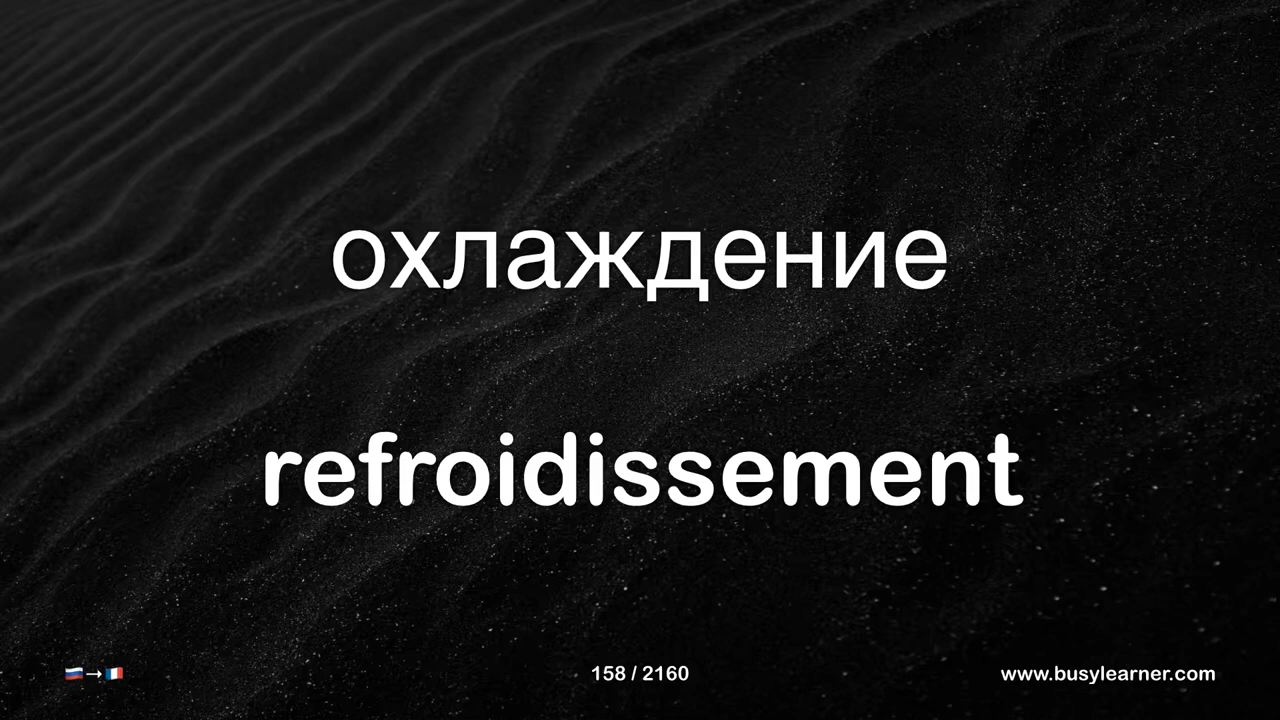 охлаждение
refroidissement
🇷🇺→🇫🇷 158 / 2160 www.busylearner.com